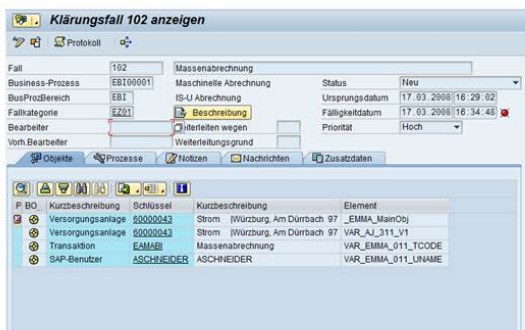 Klärungsfall 102 anzeigen
Protokoll
Fall 102 Massenabrechnung
Business-Prozess EBI00001 Maschinelle Abrechnung Status Neu
BusProzBereich EBI IS-U Abrechnung Ursprungsdatum 17.03.2008 16:29:02
Fallkategorie EZ01 Beschreibung Fälligkeitdatum 17.03.2008 16:34:48
Bearbeiter eiterleiten wegen Priorität Hoch
Vorh.Bearbeiter Weiterleitungsgrund
Objekte Prozesse Notizen Nachrichten Zusatzdaten
P BO_ Kurzbeschreibung Schlüssel Kurzbeschreibung Element
Versorgungsanlage 60000043 Strom |Würzburg, Am Dürrbach 97 _EMMA_MainObj
Versorgungsanlage 60000043 Strom |Würzburg, Am Dürrbach 97 VAR_AJ_311_V1
Transaktion EAMABI Massenabrechnung VAR_EMMA_011_TCODE
SAP-Benutzer ASCHNEIDER ASCHNEIDER VAR_EMMA_011_UNAME